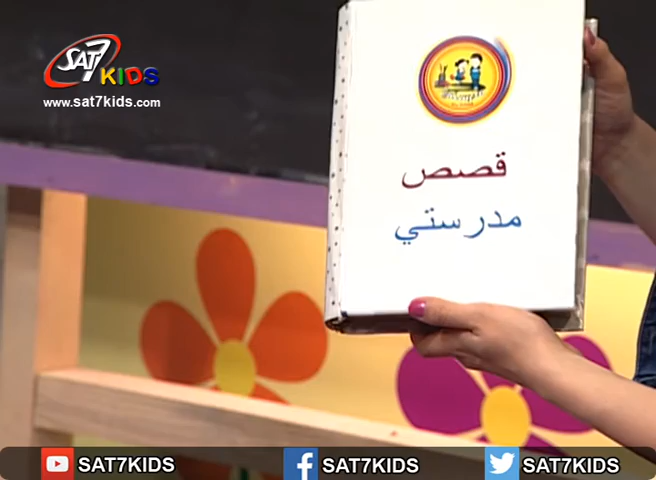 SAT7 KIDS
www.sat7kids.com
قصص
مدرستي
SAT7KIDS
SAT7KIDS
SAT7KIDS